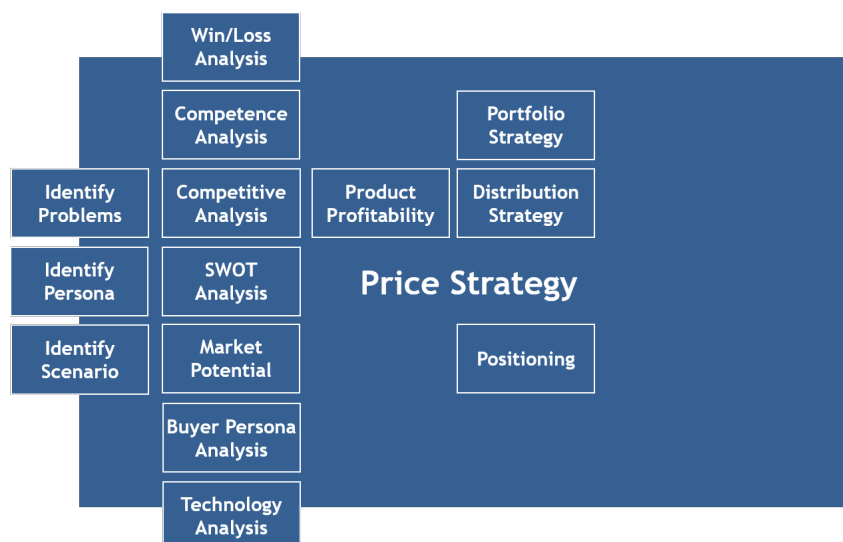 Win/Loss
Analysis
Competence
Analysis
Portfolio
Strategy
Identify
Problems
Competitive
Analysis
Product
Profitability
Distribution
Strategy
Identify
Persona
SWOT
Analysis
Price Strategy
Identify
Scenario
Market
Potential
Positioning
Buyer Persona
Analysis
Technology
Analysis